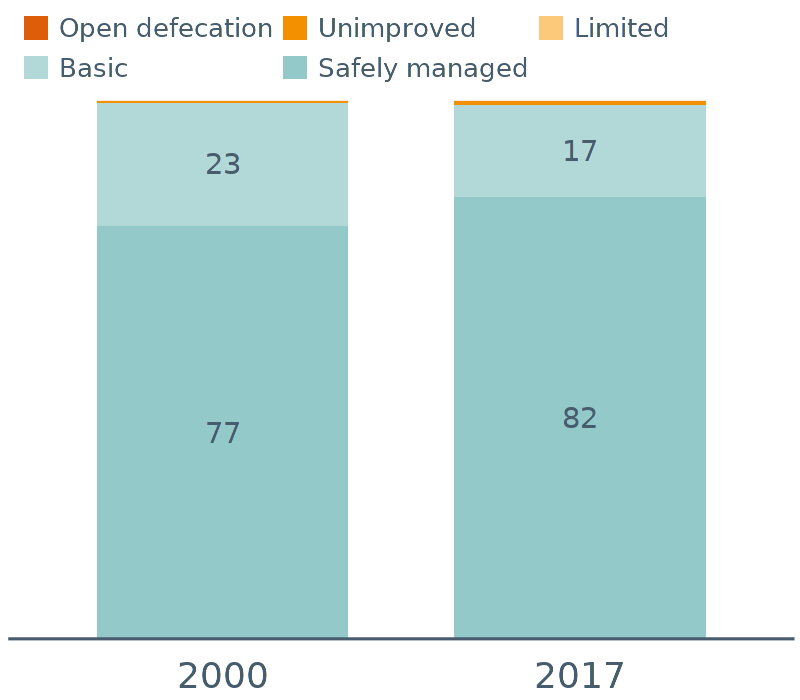 Open defecation Unimproved Limited
Basic Safely managed
23 17
77 82
2000 2017